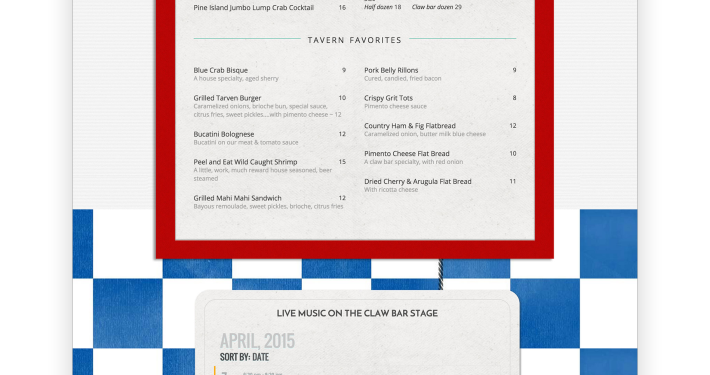 Pine Island Jumbo Lump Crab Cocktail 16
Half dozen 18 Claw bar dozen 29
TAVERN FAVORITES
Blue Crab Bisque 9
A house specialty, aged sherry
Grilled Tarven Burger 10
Caramelized onions, brioche bun, special sauce,
citrus fries, sweet pickles....with pimento cheese ~ 12
Bucatini Bolognese 12
Bucatini on our meat & tomato sauce
Peel and Eat Wild Caught Shrimp 15
A little, work, much reward house seasoned, beer
steamed
Grilled Mahi Mahi Sandwich 12
Bayous remoulade, sweet pickles, brioche, citrus fries
Pork Belly Rillons 9
Cured, candied, fried bacon
Crispy Grit Tots 8
Pimento cheese sauce
Country Ham & Fig Flatbread 12
Caramelized onion, butter milk blue cheese
Pimento Cheese Flat Bread 10
A claw bar specialty, with red onion
Dried Cherry & Arugula Flat Bread 11
With ricotta cheese
LIVE MUSIC ON THE CLAW BAR STAGE
APRIL, 2015
SORT BY: DATE